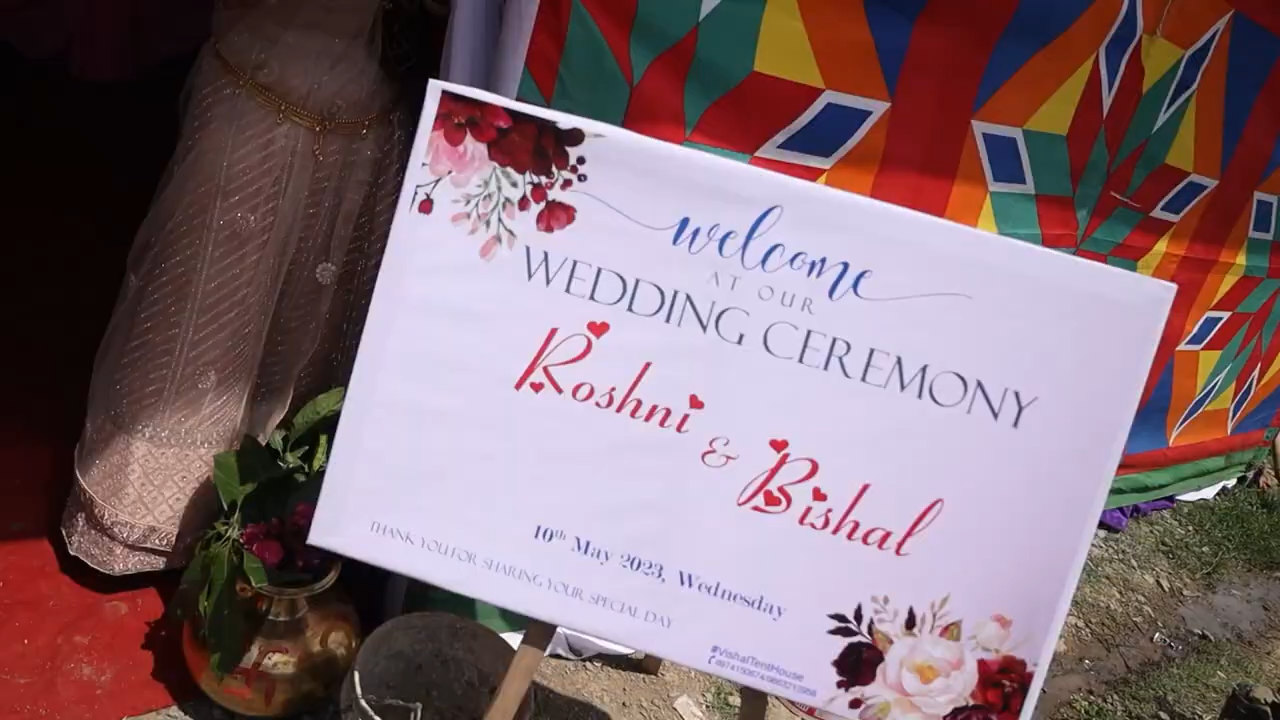 welcome
AT OUR
WEDDING CEREMONY
Roshni & Bishal
10th May 2023, Wednesday
THANK YOU FOR SHARING YOUR SPECIAL DAY
#VishalTentHouse